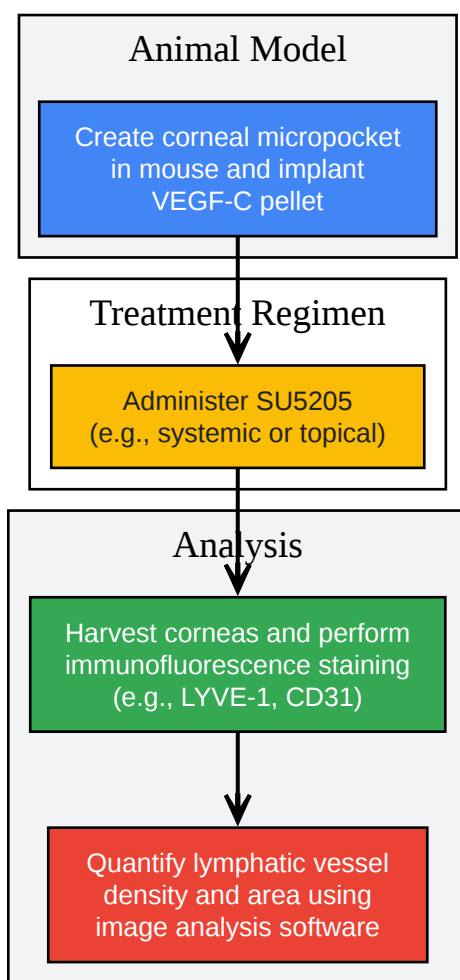 Animal Model
Create corneal micropocket
in mouse and implant
VEGF-C pellet
Treatment Regimen
Administer SU5205
(e.g., systemic or topical)
Analysis
Harvest corneas and perform
immunofluorescence staining
(e.g., LYVE-1, CD31)
Quantify lymphatic vessel
density and area using
image analysis software